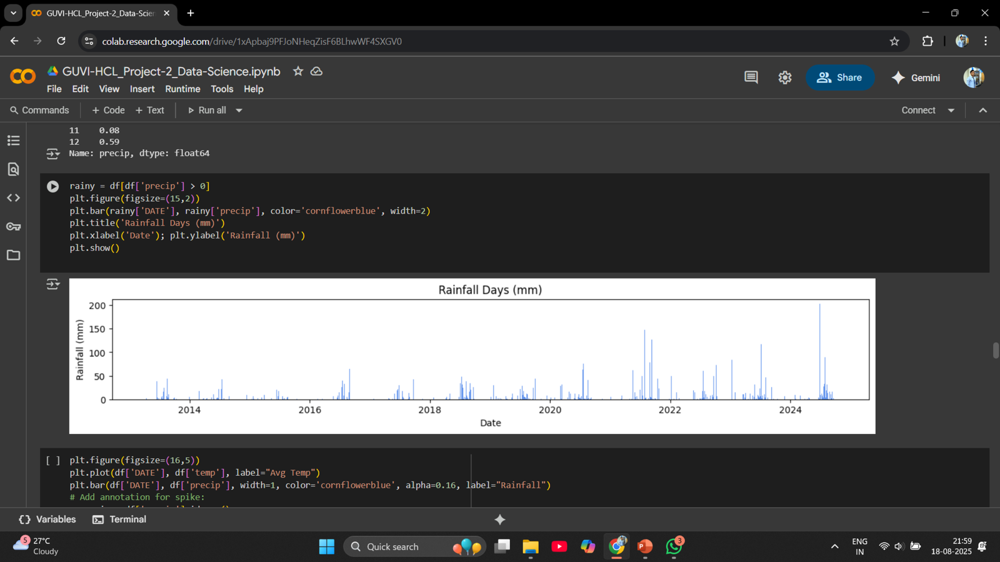 GUVI-HCL_Project-2_Data-Scien
colab.research.google.com/drive/1xApbaj9PFJoNHeqZisF6BLhwWF4SXGV0
GUVI-HCL_Project-2_Data-Science.ipynb
File Edit View Insert Runtime Tools Help
Share
Gemini
Commands + Code + Text Run all
Connect
11 0.08
12 0.59
Name: precip, dtype: float64
rainy = df[df['precip'] > 0]
plt.figure(figsize=(15,2))
plt.bar(rainy['DATE'], rainy['precip'], color='cornflowerblue', width=2)
plt.title('Rainfall Days (mm)')
plt.xlabel('Date'); plt.ylabel('Rainfall (mm)')
plt.show()
Rainfall Days (mm)
200
150
100
50
0
Rainfall (mm)
2014 2016 2018 2020 2022 2024
Date
[ ] plt.figure(figsize=(16,5))
plt.plot(df['DATE'], df['temp'], label="Avg Temp")
plt.bar(df['DATE'], df['precip'], width=1, color='cornflowerblue', alpha=0.16, label="Rainfall")
# Add annotation for spike:
{} Variables Terminal
5
27°C
Cloudy
Quick search
3
ENG
IN
21:59
18-08-2025